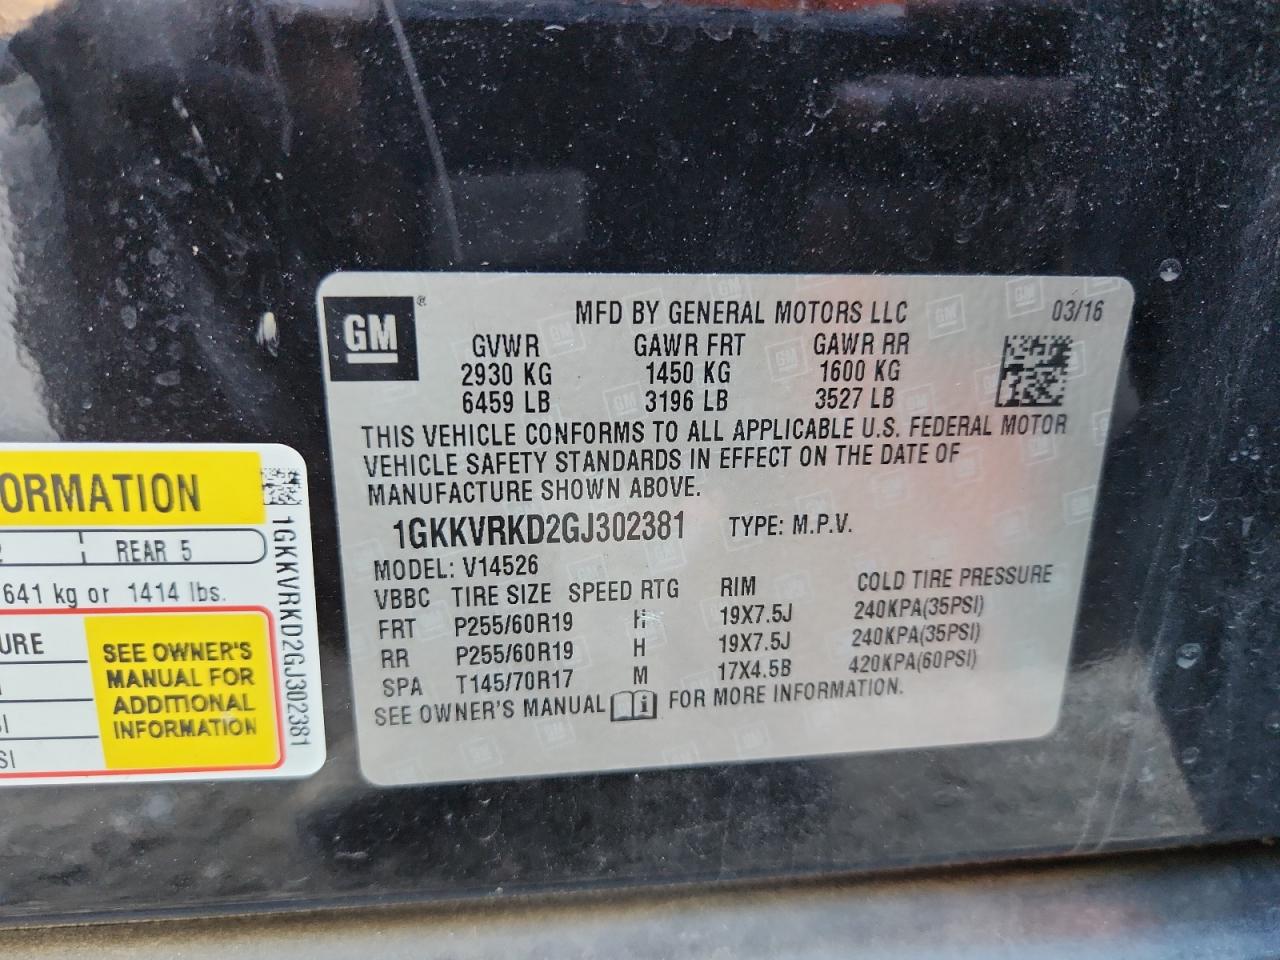 GM ®
MFD BY GENERAL MOTORS LLC 03/16
GVWR GAWR FRT GAWR RR
2930 KG 1450 KG 1600 KG
6459 LB 3196 LB 3527 LB
THIS VEHICLE CONFORMS TO ALL APPLICABLE U.S. FEDERAL MOTOR
VEHICLE SAFETY STANDARDS IN EFFECT ON THE DATE OF
MANUFACTURE SHOWN ABOVE.
1GKKVRKD2GJ302381 TYPE: M.P.V.
MODEL: V14526
VBBC TIRE SIZE SPEED RTG RIM COLD TIRE PRESSURE
FRT P255/60R19 H 19X7.5J 240KPA(35PSI)
RR P255/60R19 H 19X7.5J 240KPA(35PSI)
SPA T145/70R17 M 17X4.5B 420KPA(60PSI)
SEE OWNER'S MANUAL FOR MORE INFORMATION.
ORMATION
REAR 5
641 kg or 1414 lbs.
URE
SEE OWNER'S
MANUAL FOR
ADDITIONAL
INFORMATION
SI
SI
1GKKVRKD2GJ302381